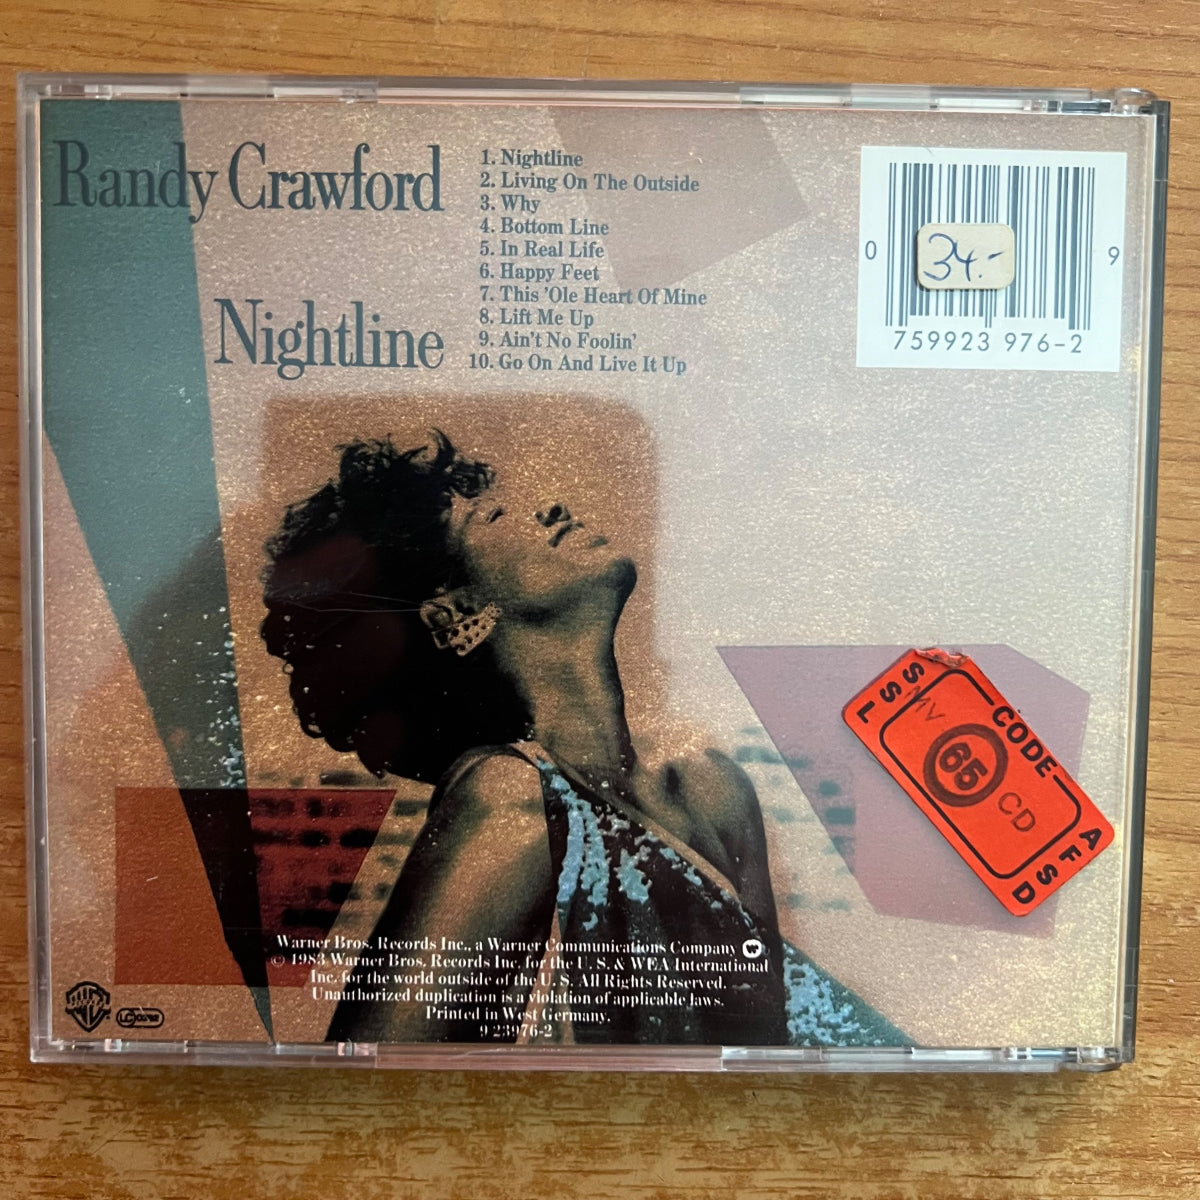 Randy Crawford
Nightline
1. Nightline
2. Living On The Outside
3. Why
4. Bottom Line
5. In Real Life
6. Happy Feet
7. This 'Ole Heart Of Mine
8. Lift Me Up
9. Ain't No Foolin'
10. Go On And Live It Up
34.-
0
9
759923 976-2
LSS
CODE
AFSD
MV
65
CD
Warner Bros. Records Inc., a Warner Communications Company
© 1983 Warner Bros. Records Inc. for the U. S. & WEA International
Inc. for the world outside of the U. S. All Rights Reserved.
Unauthorized duplication is a violation of applicable laws.
Printed in West Germany.
9 23976-2
LC